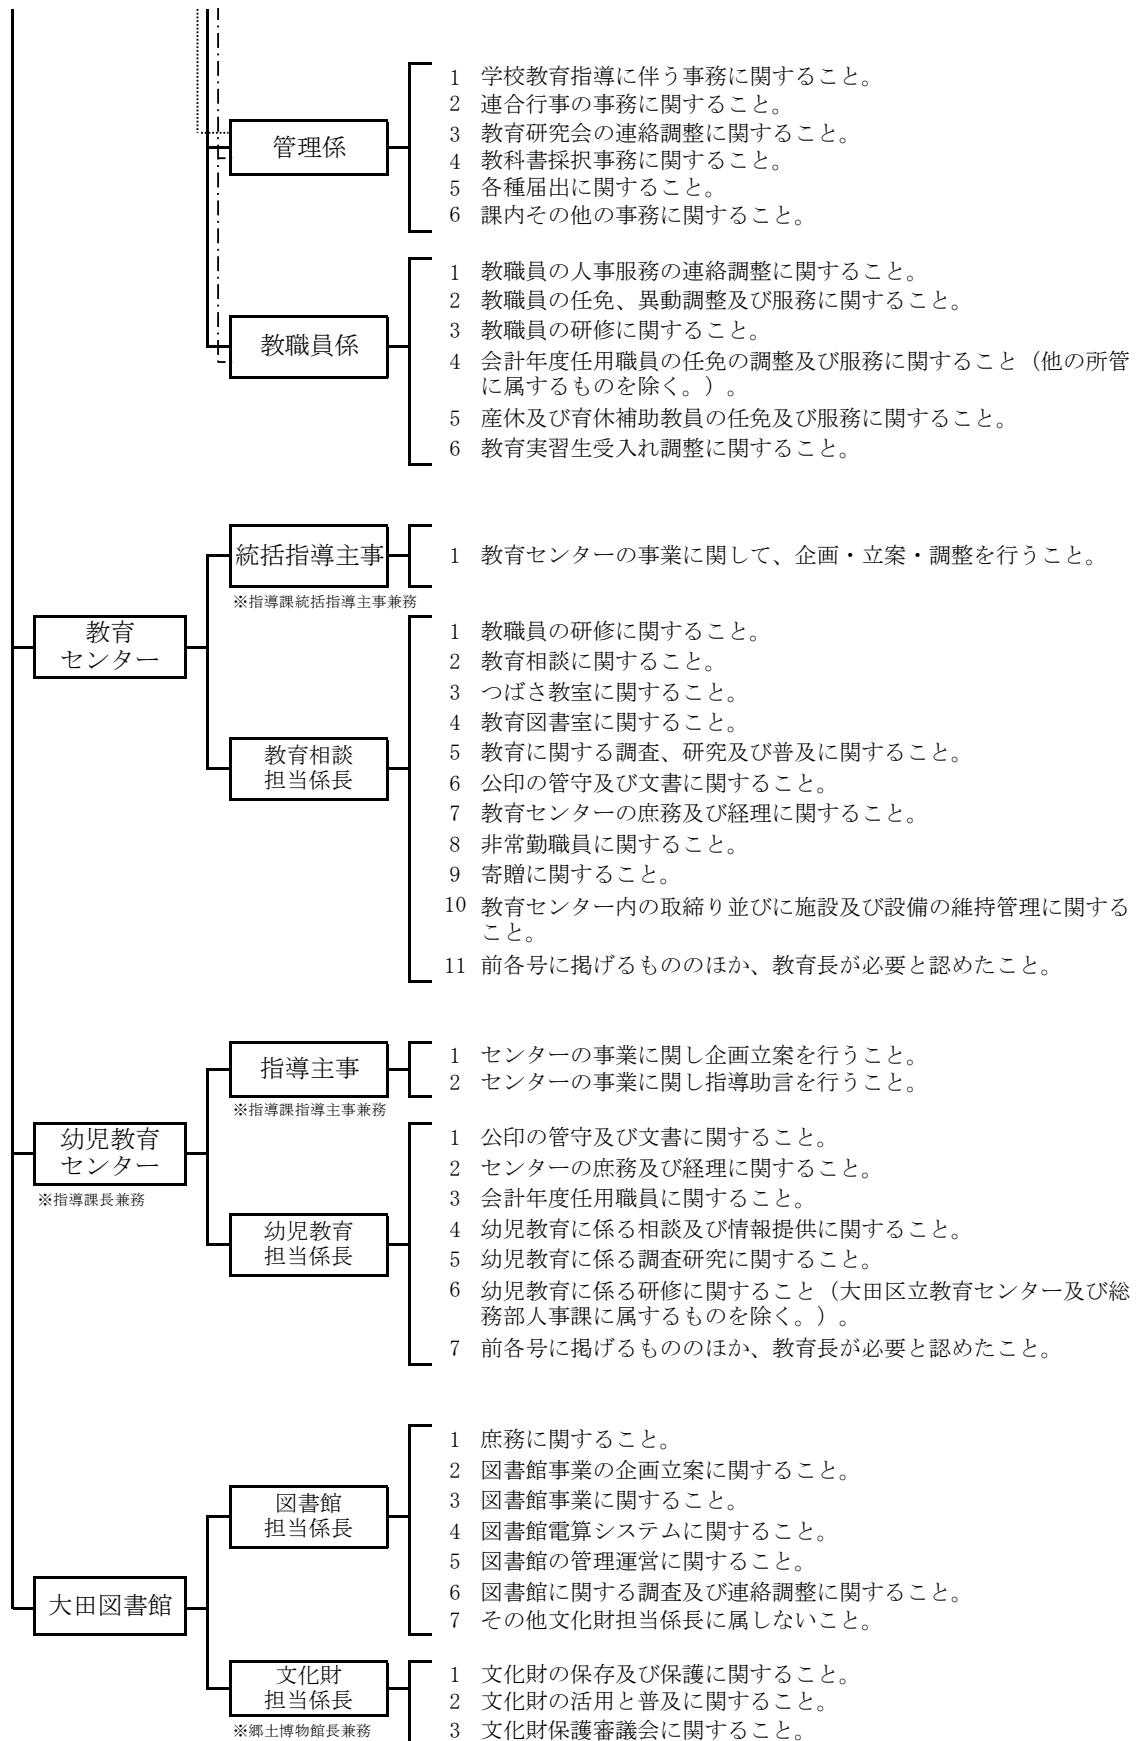 管理係
1 学校教育指導に伴う事務に関すること。
2 連合行事の事務に関すること。
3 教育研究会の連絡調整に関すること。
4 教科書採択事務に関すること。
5 各種届出に関すること。
6 課内その他の事務に関すること。
教職員係
1 教職員の人事服務の連絡調整に関すること。
2 教職員の任免、異動調整及び服務に関すること。
3 教職員の研修に関すること。
4 会計年度任用職員の任免の調整及び服務に関すること（他の所管
に属するものを除く。）。
5 産休及び育休補助教員の任免及び服務に関すること。
6 教育実習生受入れ調整に関すること。
教育
センター
統括指導主事
※指導課統括指導主事兼務
1 教育センターの事業に関して、企画・立案・調整を行うこと。
教育相談
担当係長
1 教職員の研修に関すること。
2 教育相談に関すること。
3 つばさ教室に関すること。
4 教育図書室に関すること。
5 教育に関する調査、研究及び普及に関すること。
6 公印の管守及び文書に関すること。
7 教育センターの庶務及び経理に関すること。
8 非常勤職員に関すること。
9 寄贈に関すること。
10 教育センター内の取締り並びに施設及び設備の維持管理に関する
こと。
11 前各号に掲げるもののほか、教育長が必要と認めたこと。
幼児教育
センター
※指導課長兼務
指導主事
※指導課指導主事兼務
1 センターの事業に関し企画立案を行うこと。
2 センターの事業に関し指導助言を行うこと。
幼児教育
担当係長
1 公印の管守及び文書に関すること。
2 センターの庶務及び経理に関すること。
3 会計年度任用職員に関すること。
4 幼児教育に係る相談及び情報提供に関すること。
5 幼児教育に係る調査研究に関すること。
6 幼児教育に係る研修に関すること（大田区立教育センター及び総
務部人事課に属するものを除く。）。
7 前各号に掲げるもののほか、教育長が必要と認めたこと。
大田図書館
図書館
担当係長
1 庶務に関すること。
2 図書館事業の企画立案に関すること。
3 図書館事業に関すること。
4 図書館電算システムに関すること。
5 図書館の管理運営に関すること。
6 図書館に関する調査及び連絡調整に関すること。
7 その他文化財担当係長に属しないこと。
文化財
担当係長
※郷土博物館長兼務
1 文化財の保存及び保護に関すること。
2 文化財の活用と普及に関すること。
3 文化財保護審議会に関すること。